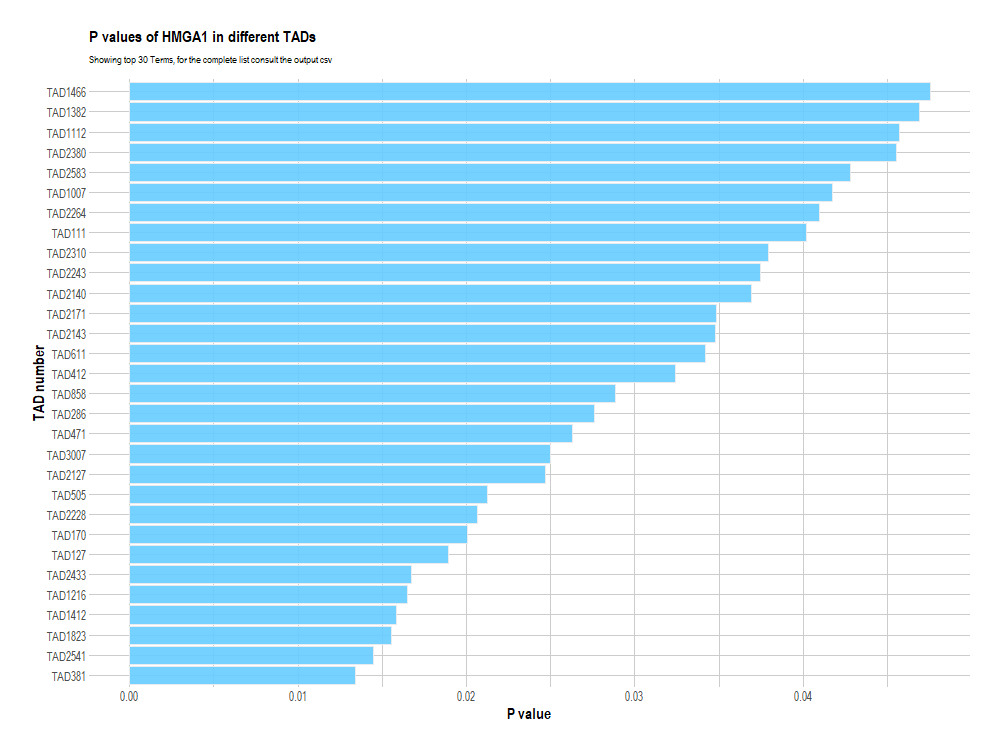 P values of HMGA1 in different TADs
Showing top 30 Terms, for the complete list consult the output csv
TAD1466
TAD1382
TAD1112
TAD2380
TAD2583
TAD1007
TAD2264
TAD111
TAD2310
TAD2243
TAD2140
TAD2171
TAD2143
TAD611
TAD412
TAD858
TAD286
TAD471
TAD3007
TAD2127
TAD505
TAD2228
TAD170
TAD127
TAD2433
TAD1216
TAD1412
TAD1823
TAD2541
TAD381
TAD number
0.00 0.01 0.02 0.03 0.04
P value